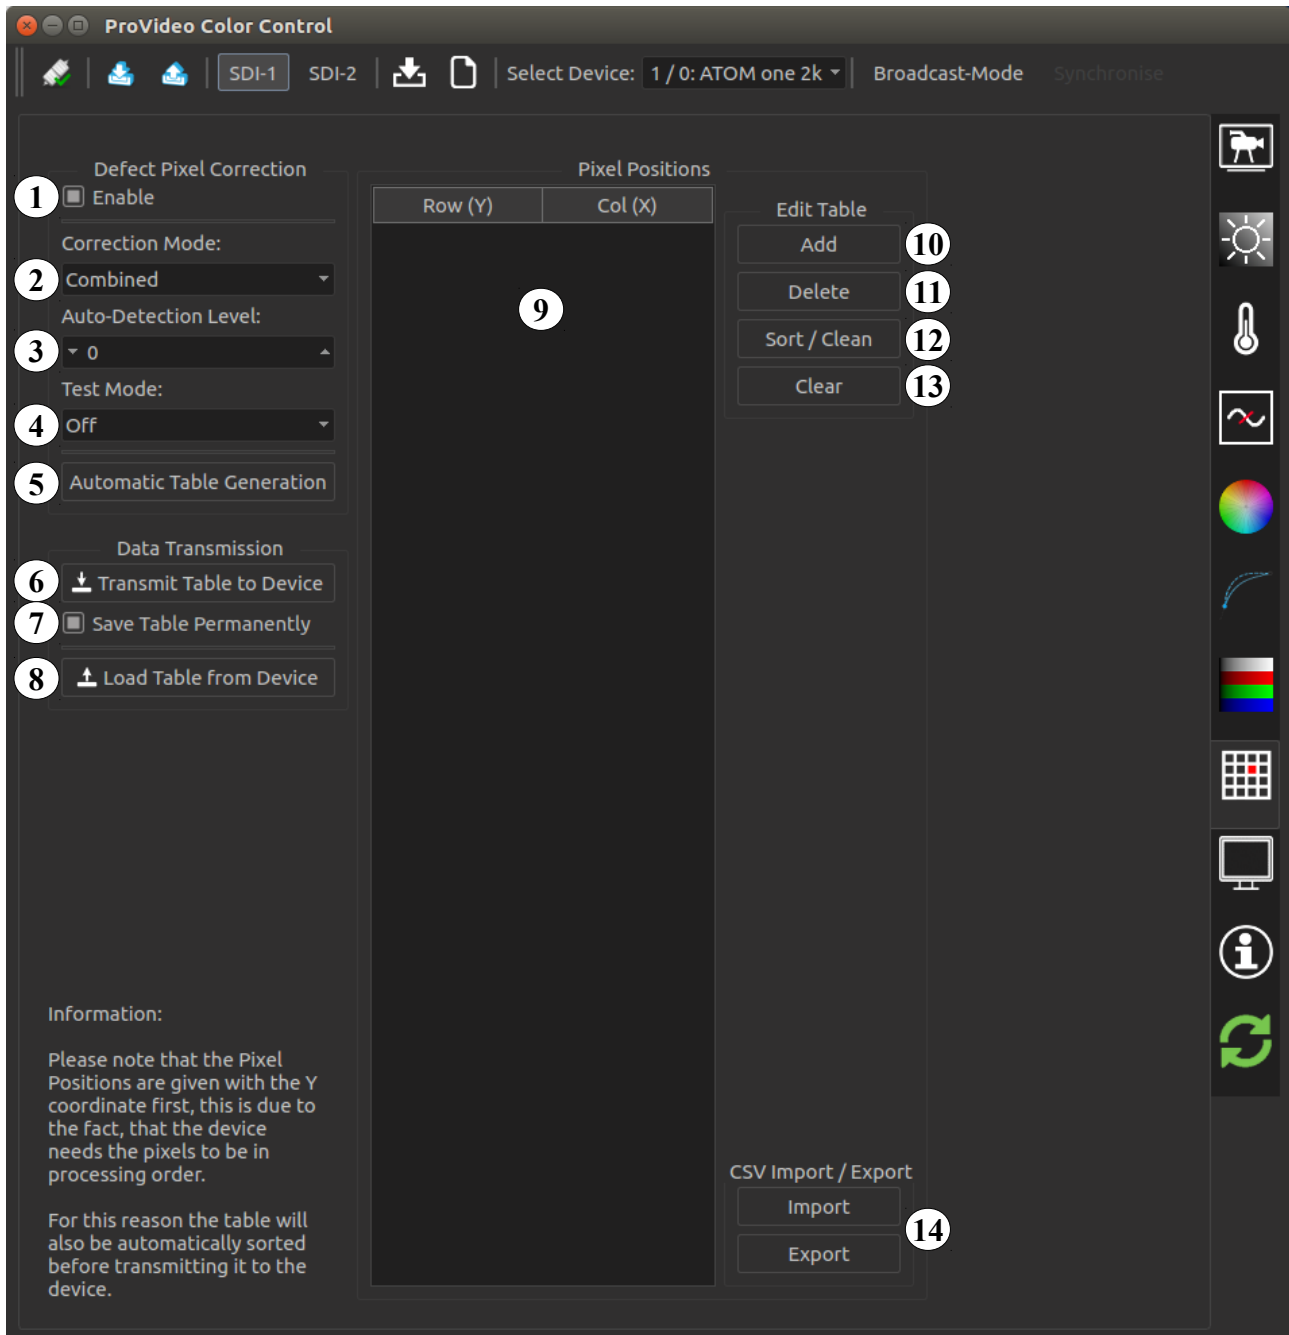 ProVideo Color Control
SDI-1 SDI-2 Select Device: 1 / 0: ATOM one 2k Broadcast-Mode Synchronise
Defect Pixel Correction
1 Enable
Correction Mode:
2 Combined
Auto-Detection Level:
3 0
Test Mode:
4 Off
5 Automatic Table Generation
Data Transmission
6 Transmit Table to Device
7 Save Table Permanently
8 Load Table from Device
Information:
Please note that the Pixel
Positions are given with the Y
coordinate first, this is due to
the fact, that the device
needs the pixels to be in
processing order.
For this reason the table will
also be automatically sorted
before transmitting it to the
device.
Pixel Positions
Row (Y) Col (X)
9
Edit Table
Add 10
Delete 11
Sort / Clean 12
Clear 13
CSV Import / Export
Import
14
Export